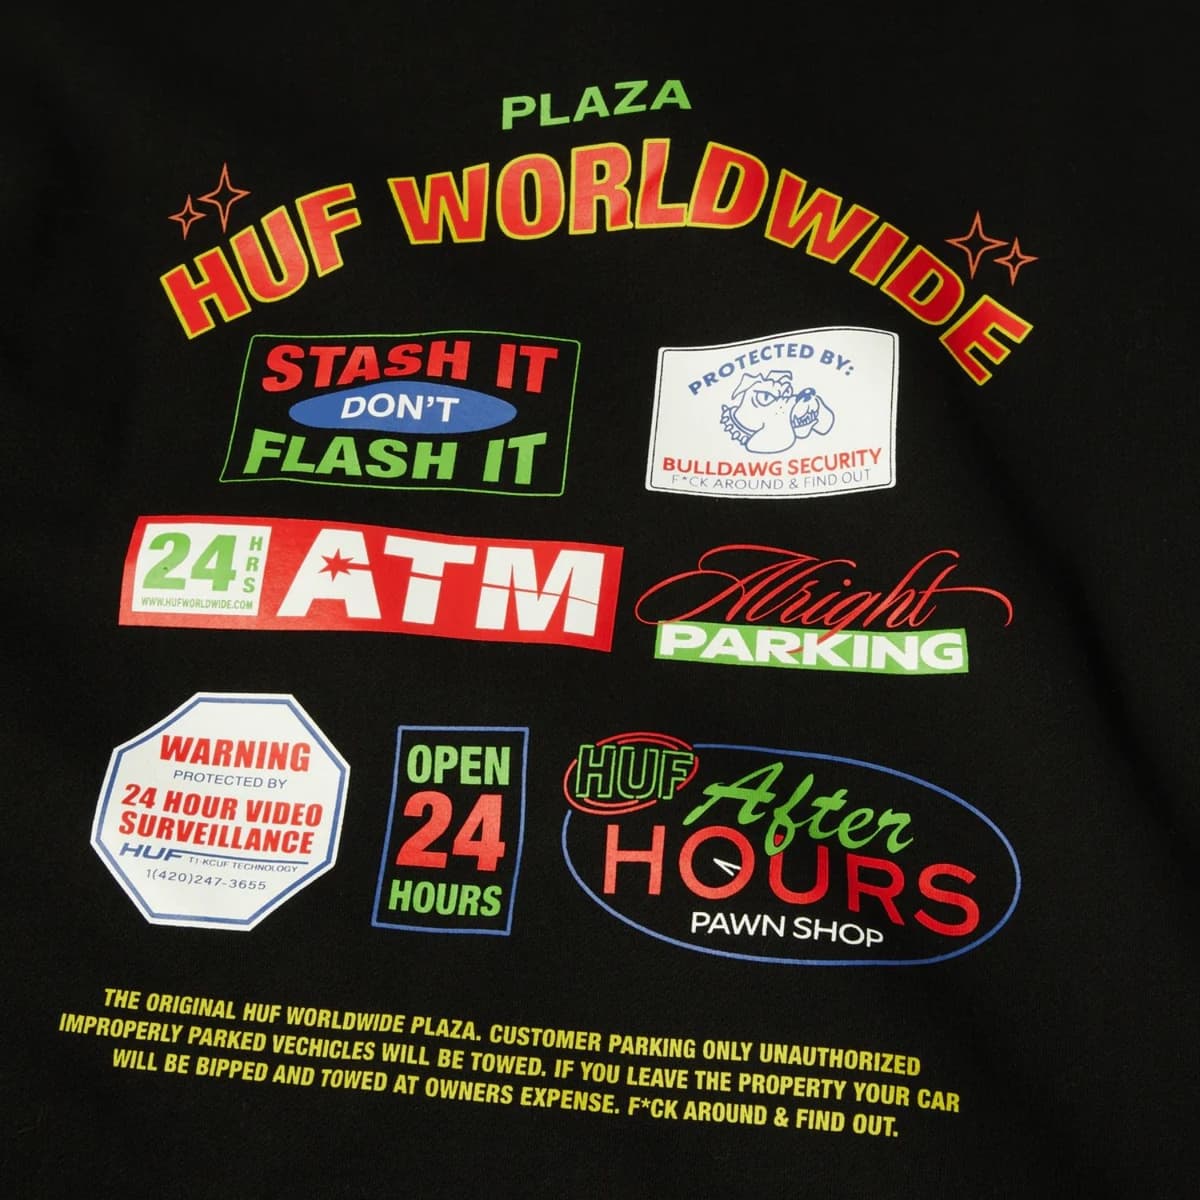 PLAZA
HUF WORLDWIDE
STASH IT
DON'T
FLASH IT
PROTECTED BY:
BULLDAWG SECURITY
F*CK AROUND & FIND OUT
24 HRS
WWW.HUFWORLDWIDE.COM
ATM
Alright
PARKING
WARNING
PROTECTED BY
24 HOUR VIDEO
SURVEILLANCE
HUF T1-KCUF TECHNOLOGY
1(420)247-3655
OPEN
24
HOURS
HUF
After
HOURS
PAWN SHOP
THE ORIGINAL HUF WORLDWIDE PLAZA. CUSTOMER PARKING ONLY UNAUTHORIZED
IMPROPERLY PARKED VECHICLES WILL BE TOWED. IF YOU LEAVE THE PROPERTY YOUR CAR
WILL BE BIPPED AND TOWED AT OWNERS EXPENSE. F*CK AROUND & FIND OUT.